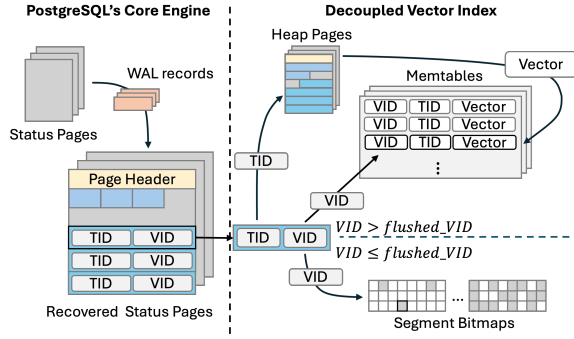 PostgreSQL's Core Engine
Decoupled Vector Index
Status Pages
WAL records
Page Header
TID VID
TID VID
TID VID
Recovered Status Pages
Heap Pages
Memtables
Vector
VID TID Vector
VID TID Vector
VID TID Vector
⋮
TID
VID
TID VID
VID > flushed_VID
VID ≤ flushed_VID
VID
...
Segment Bitmaps